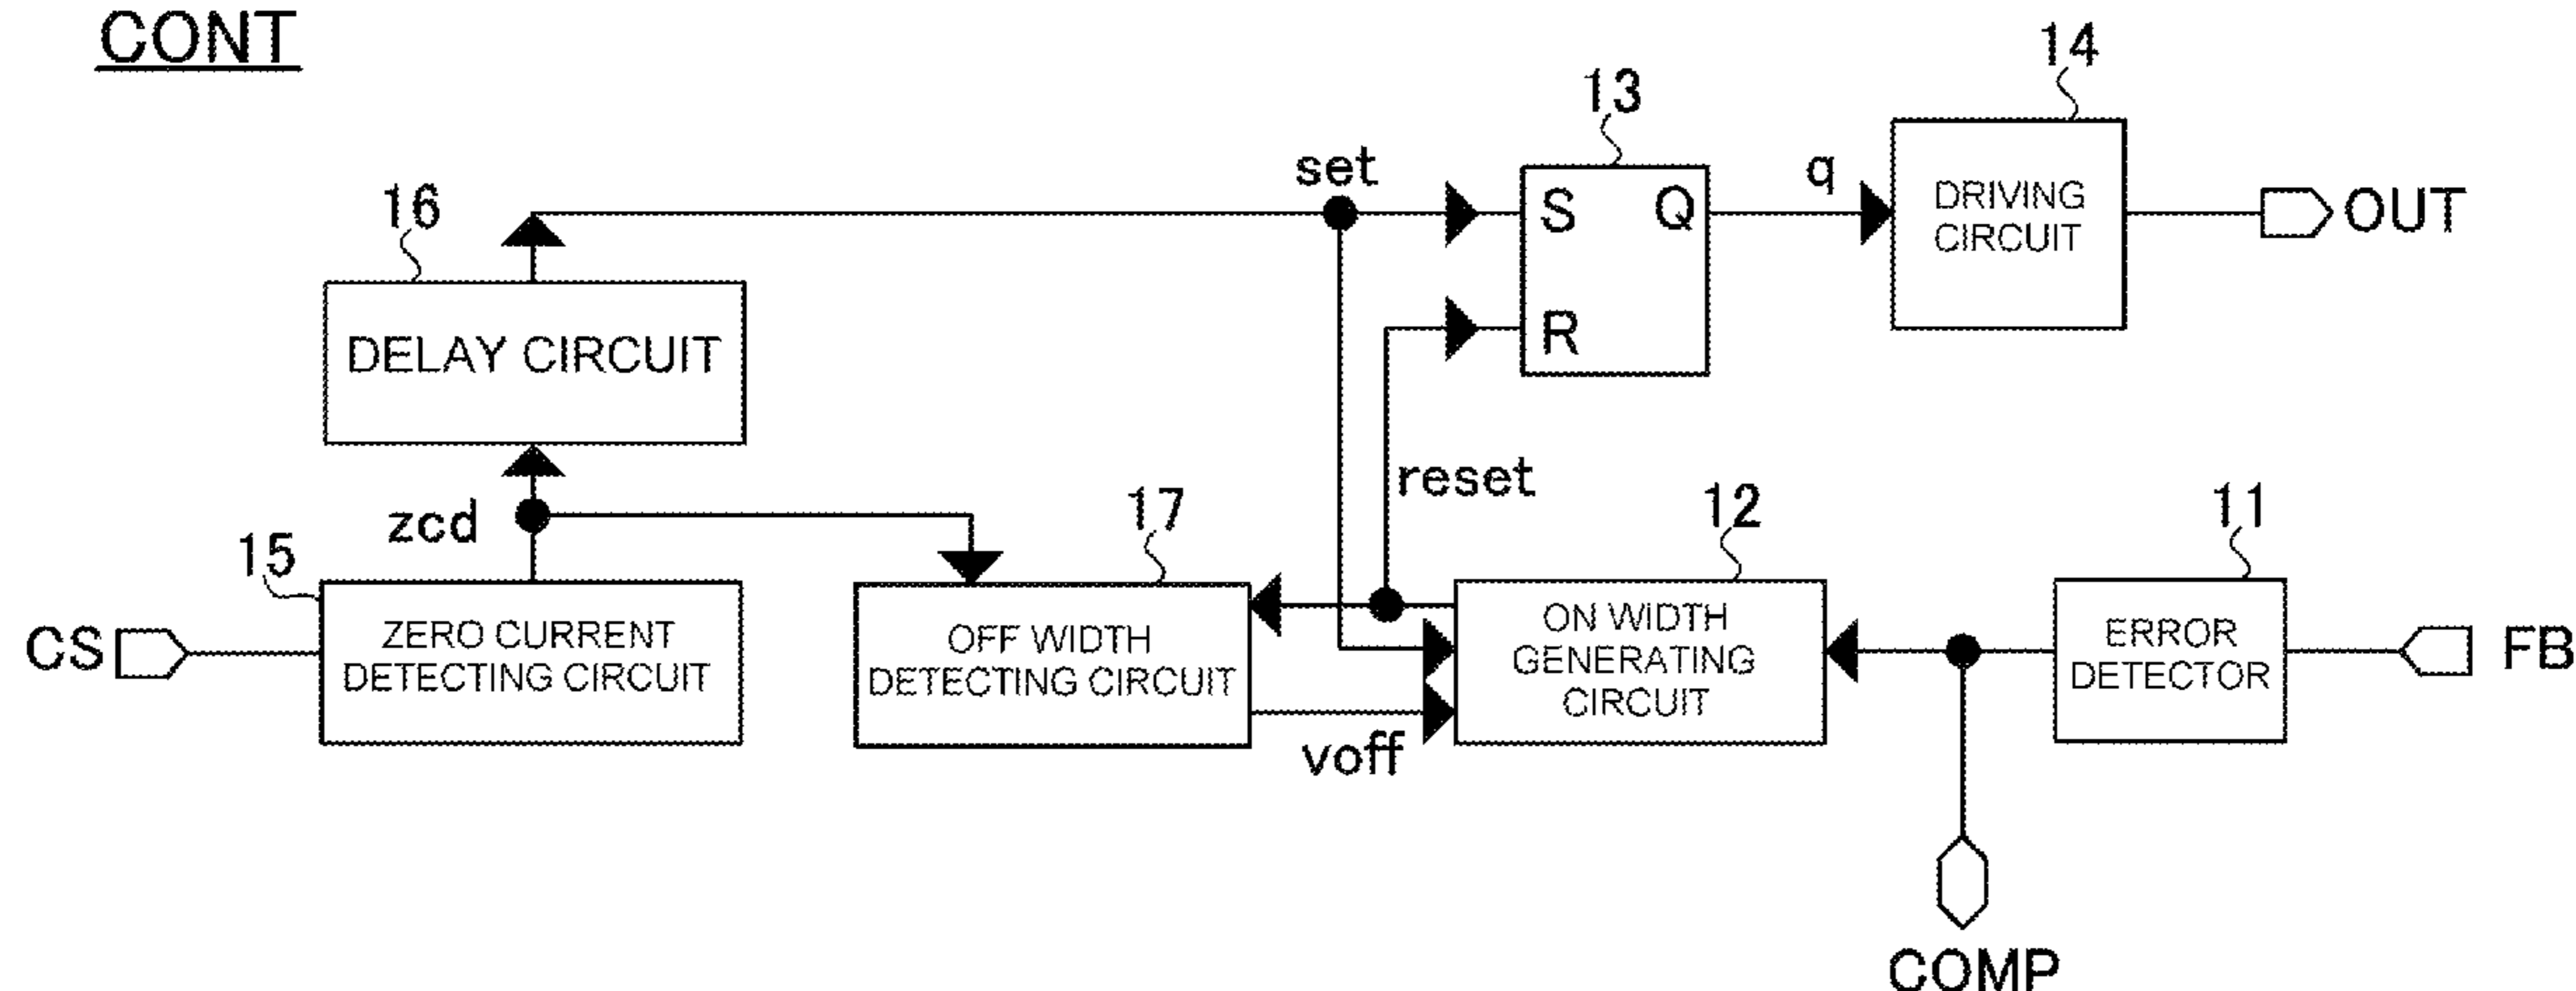 CONT
14
13
set
q
16
S
Q
DRIVING
CIRCUIT
OUT
R
DELAY CIRCUIT
reset
zcd
17
12
11
15
CS
ZERO CURRENT
DETECTING CIRCUIT
OFF WIDTH
DETECTING CIRCUIT
ON WIDTH
GENERATING
CIRCUIT
ERROR
DETECTOR
FB
voff
COMP